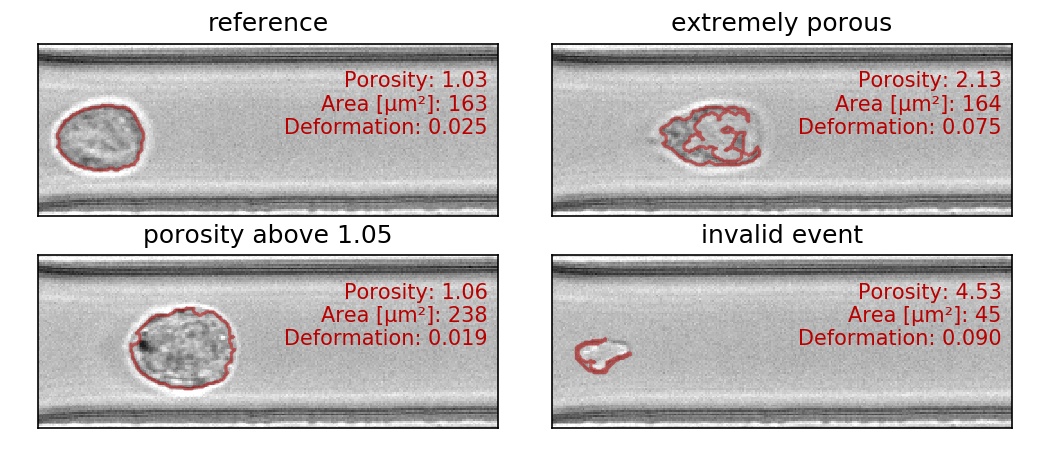 reference
Porosity: 1.03
Area [µm²]: 163
Deformation: 0.025
extremely porous
Porosity: 2.13
Area [µm²]: 164
Deformation: 0.075
porosity above 1.05
Porosity: 1.06
Area [µm²]: 238
Deformation: 0.019
invalid event
Porosity: 4.53
Area [µm²]: 45
Deformation: 0.090